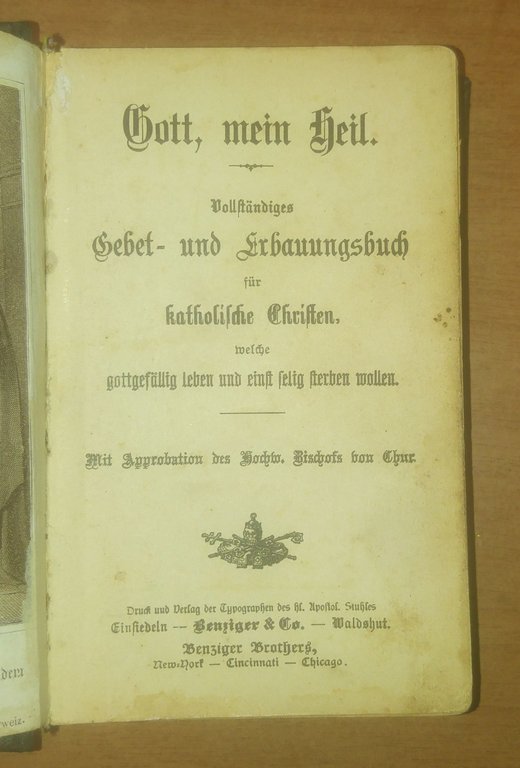 Gott, mein Heil.
Vollständiges
Gebet- und Erbauungsbuch
für
katholische Christen,
welche
gottgefällig leben und einst selig sterben wollen.
Mit Approbation des Hochw. Bischofs von Chur.
Druck und Verlag der Typographen des hl. Apostol. Stuhles
Einsiedeln — Benziger & Co. — Waldshut.
Benziger Brothers,
New-York — Cincinnati — Chicago.
dem
weiz.